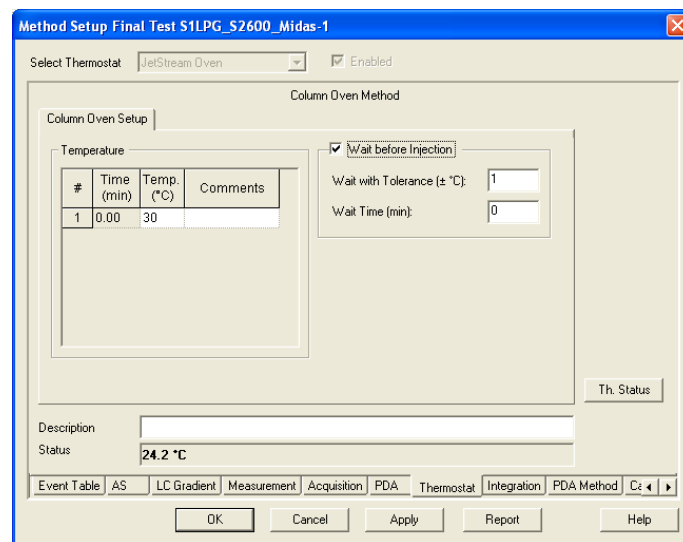 Method Setup Final Test S1LPG_S2600_Midas-1
Select Thermostat JetStream Oven Enabled
Column Oven Method
Column Oven Setup
Temperature
# Time (min) Temp. (°C) Comments
1 0.00 30
Wait before Injection
Wait with Tolerance (± °C): 1
Wait Time (min): 0
Th. Status
Description
Status 24.2 °C
Event Table AS LC Gradient Measurement Acquisition PDA Thermostat Integration PDA Method
OK Cancel Apply Report Help